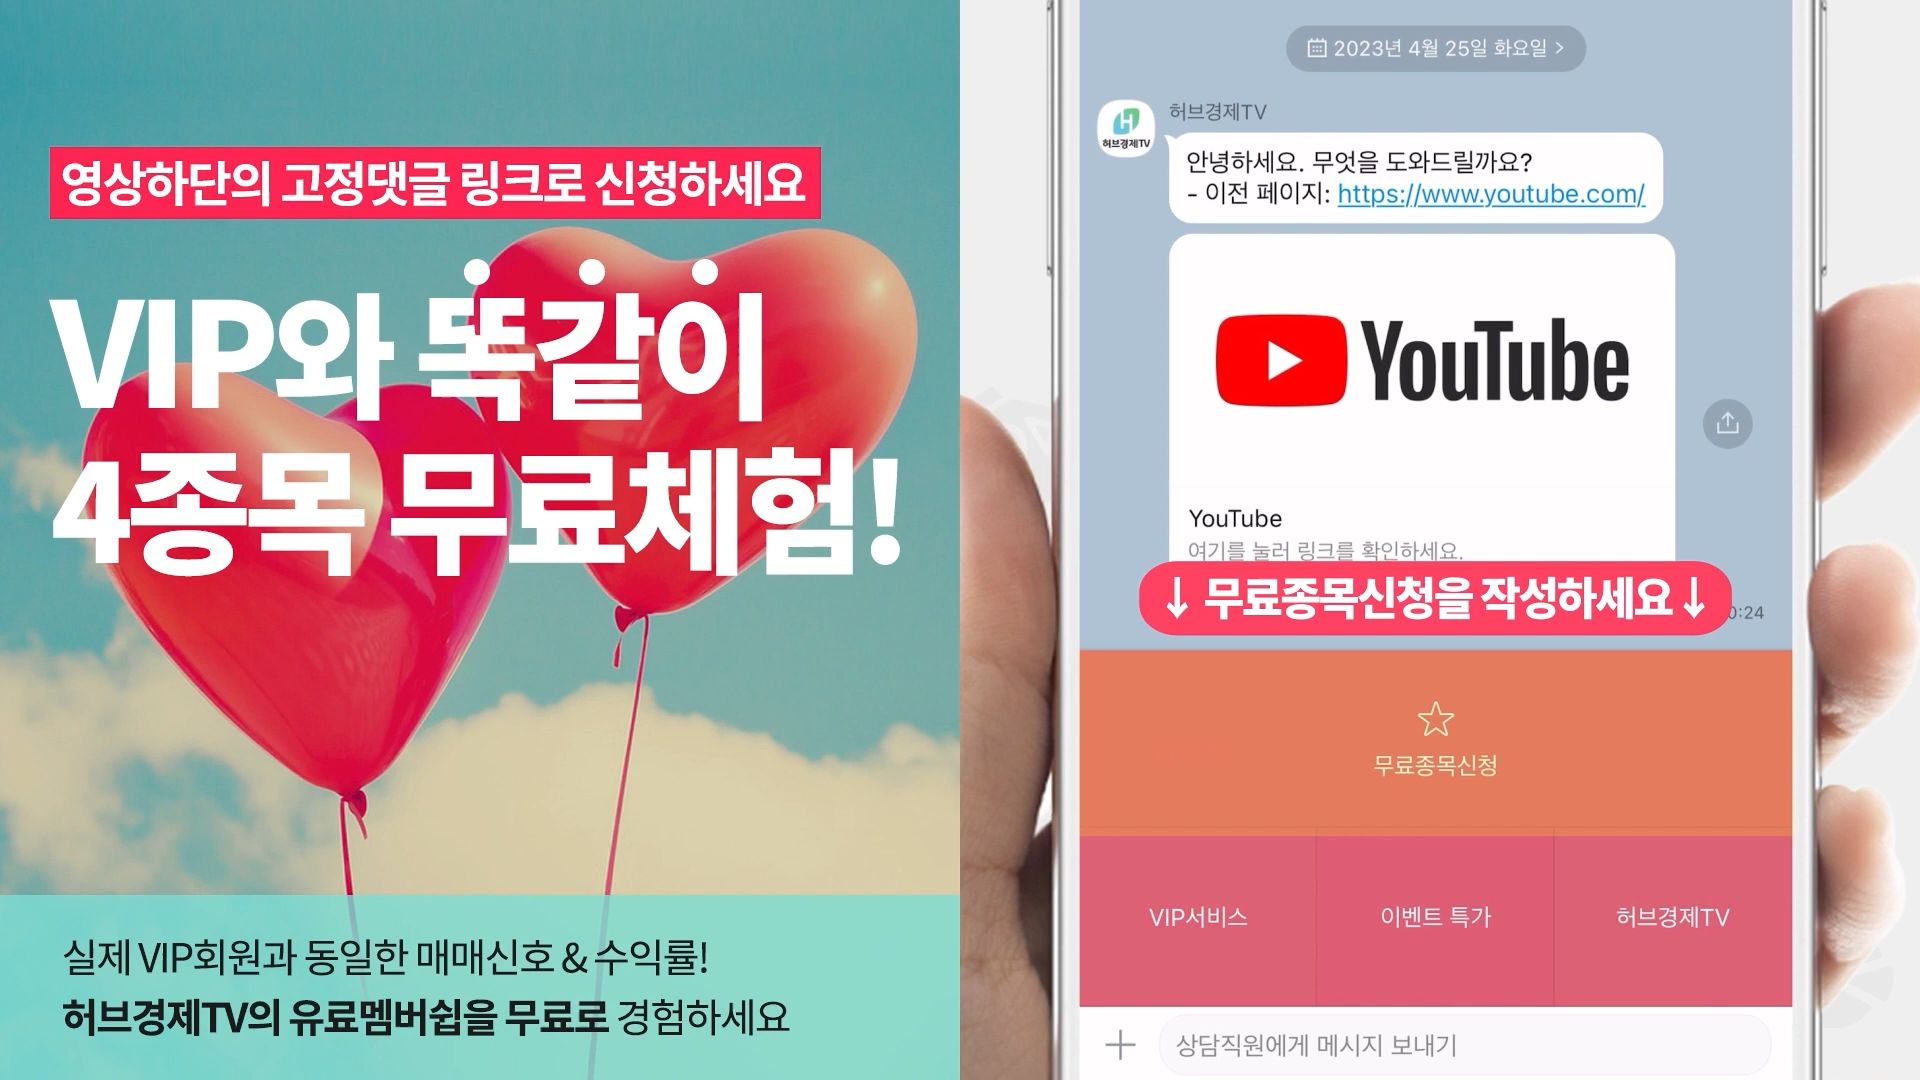 영상하단의 고정댓글 링크로 신청하세요
VIP와 똑같이
4종목 무료체험!
실제 VIP회원과 동일한 매매신호 & 수익률!
허브경제TV의 유료멤버쉽을 무료로 경험하세요
2023년 4월 25일 화요일 >
허브경제TV
허브경제TV
안녕하세요. 무엇을 도와드릴까요?
- 이전 페이지: https://www.youtube.com/
YouTube
YouTube
여기를 눌러 링크를 확인하세요.
↓ 무료종목신청을 작성하세요 ↓
0:24
무료종목신청
VIP서비스
이벤트 특가
허브경제TV
상담직원에게 메시지 보내기